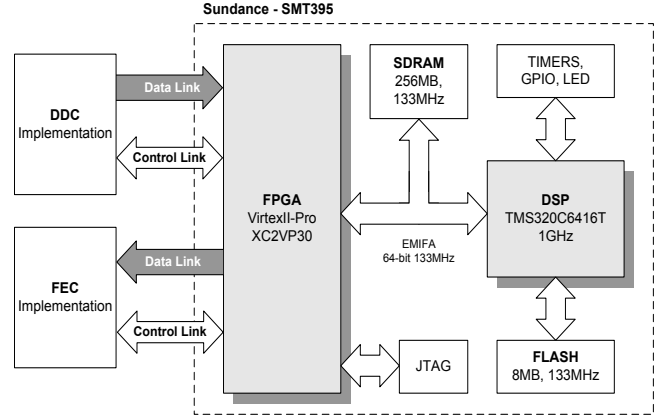 Sundance - SMT395
DDC
Implementation
Data Link
Control Link
FEC
Implementation
Data Link
Control Link
FPGA
VirtexII-Pro
XC2VP30
SDRAM
256MB,
133MHz
EMIFA
64-bit 133MHz
JTAG
TIMERS,
GPIO, LED
DSP
TMS320C6416T
1GHz
FLASH
8MB, 133MHz